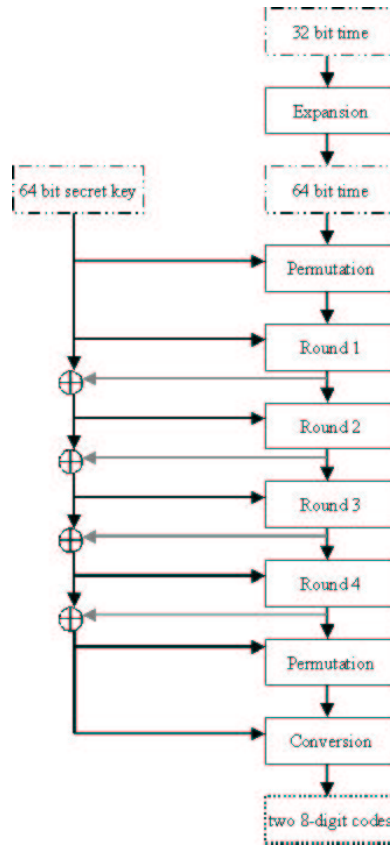 32 bit time
Expansion
64 bit secret key
64 bit time
Permutation
Round 1
Round 2
Round 3
Round 4
Permutation
Conversion
two 8-digit codes